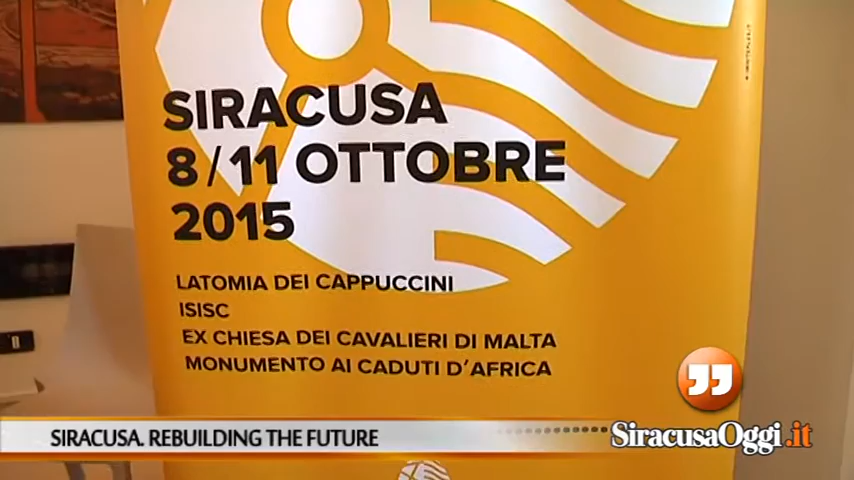 SIRACUSA
8/11 OTTOBRE
2015
LATOMIA DEI CAPPUCCINI
ISISC
EX CHIESA DEI CAVALIERI DI MALTA
MONUMENTO AI CADUTI D'AFRICA
SIRACUSA. REBUILDING THE FUTURE
SiracusaOggi.it